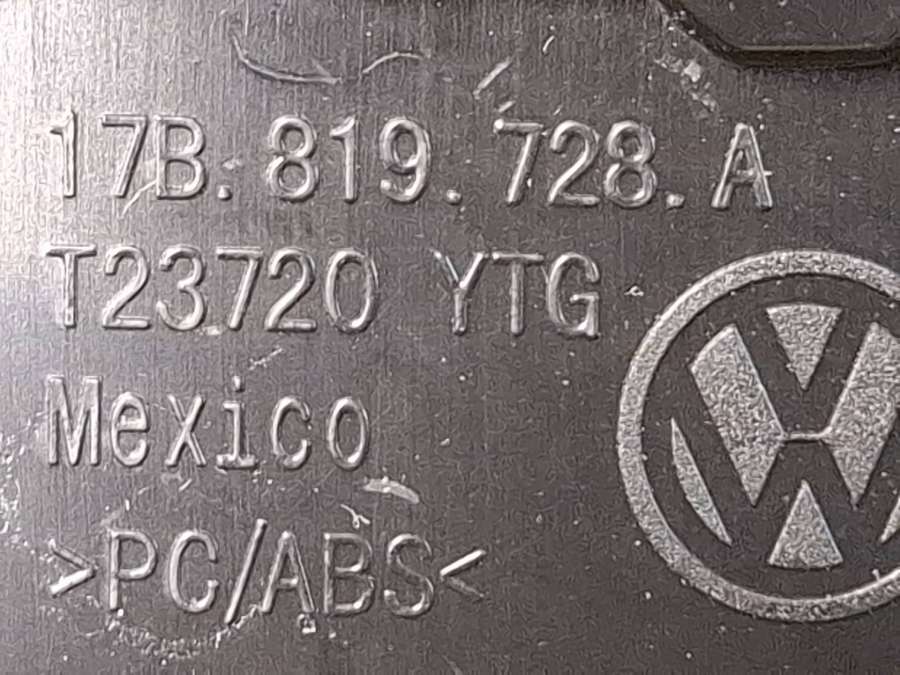 17B.819.728.A
T23720 YTG
Mexico
>PC/ABS<